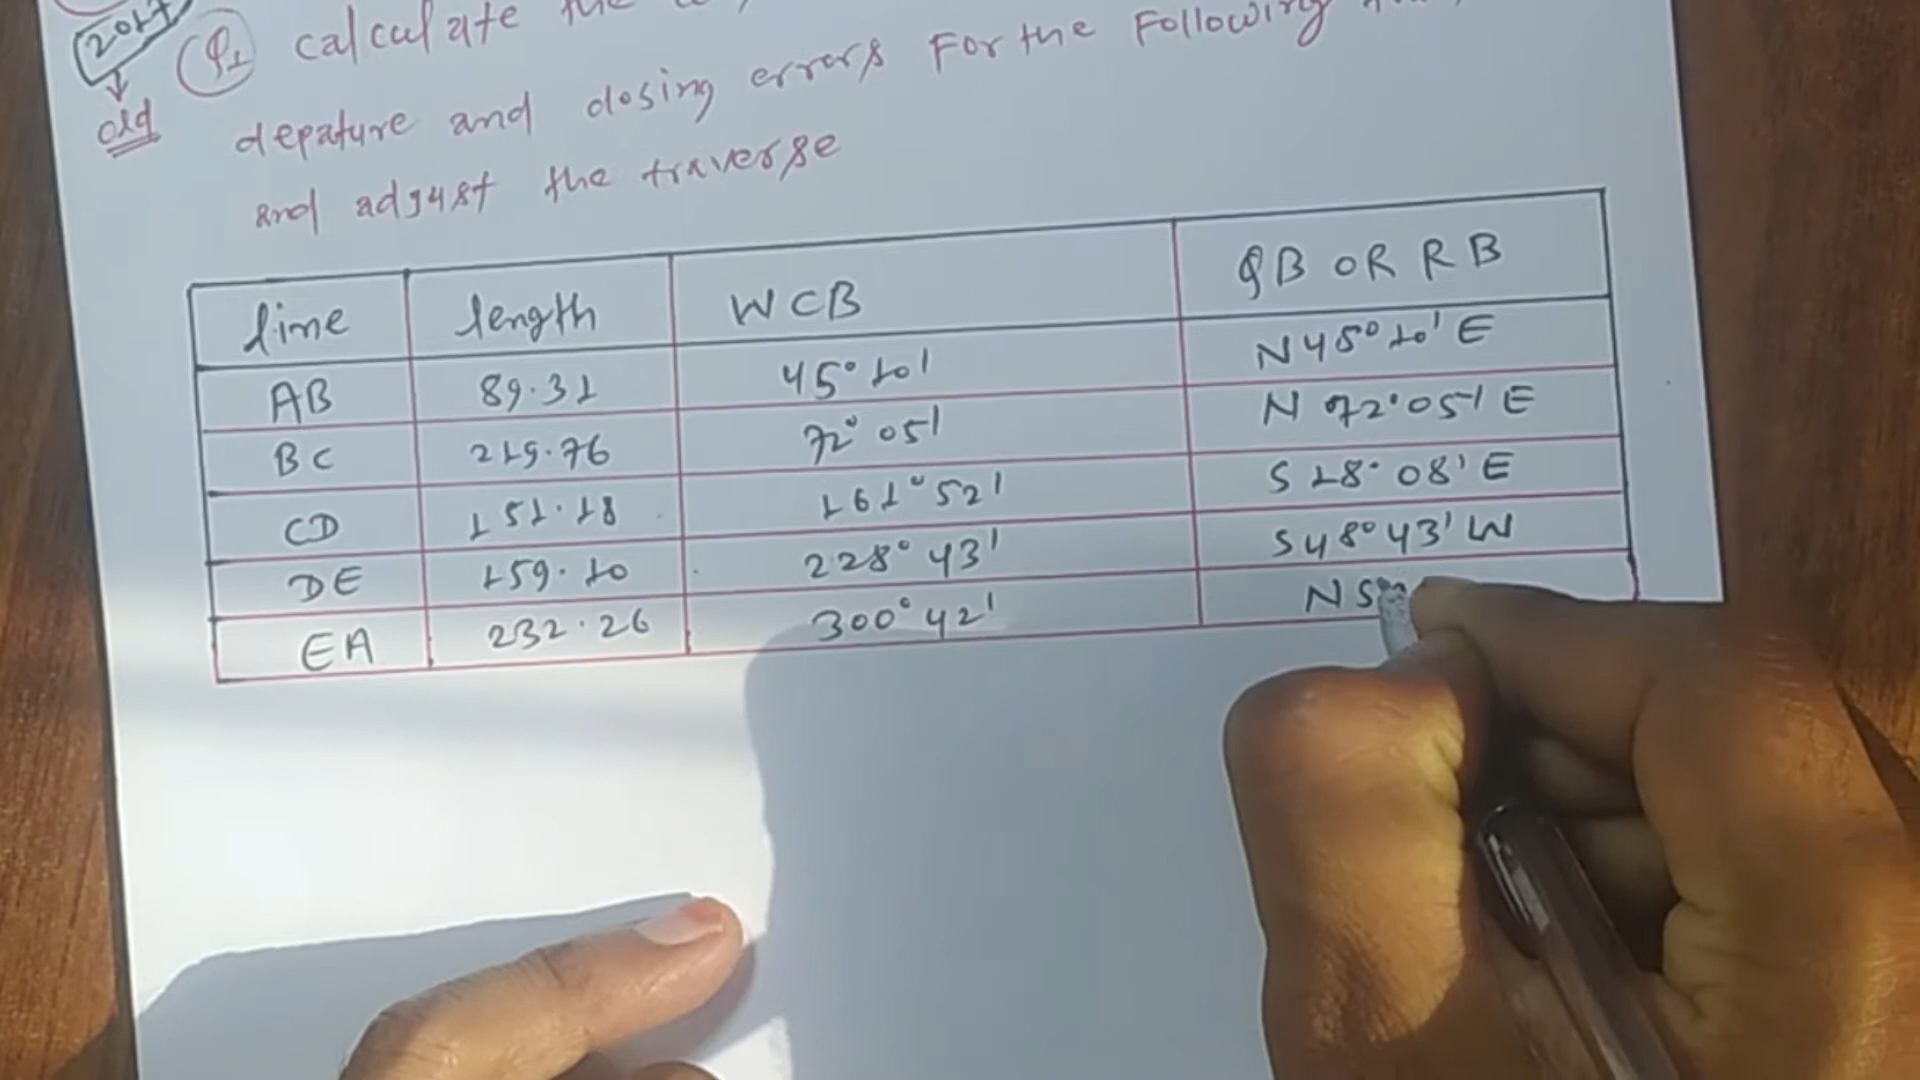 2017
old
Q1 calculate the
depature and closing errors For the Following
and adjust the traverse
line length WCB QB OR RB
AB 89.31 45°10' N45°10'E
BC 219.76 72°05' N 72°05' E
CD 151.18 161°52' S 18°08' E
DE 159.10 228°43' S48°43' W
EA 232.26 300°42' N